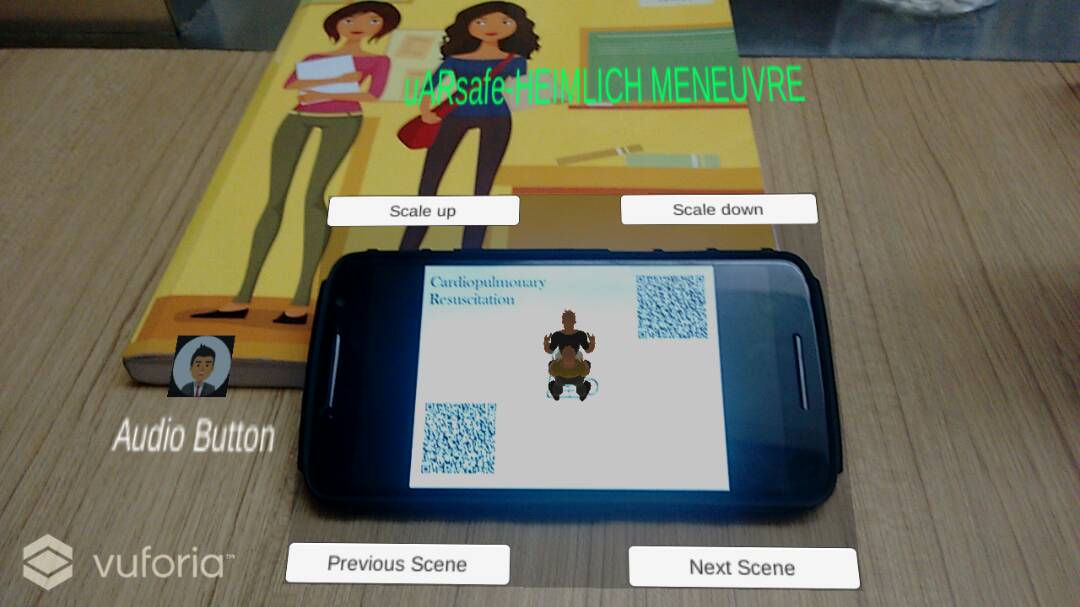 uARsafe-HEIMLICH MENEUVRE
Scale up
Scale down
Cardiopulmonary
Resuscitation
Audio Button
vuforia™
Previous Scene
Next Scene